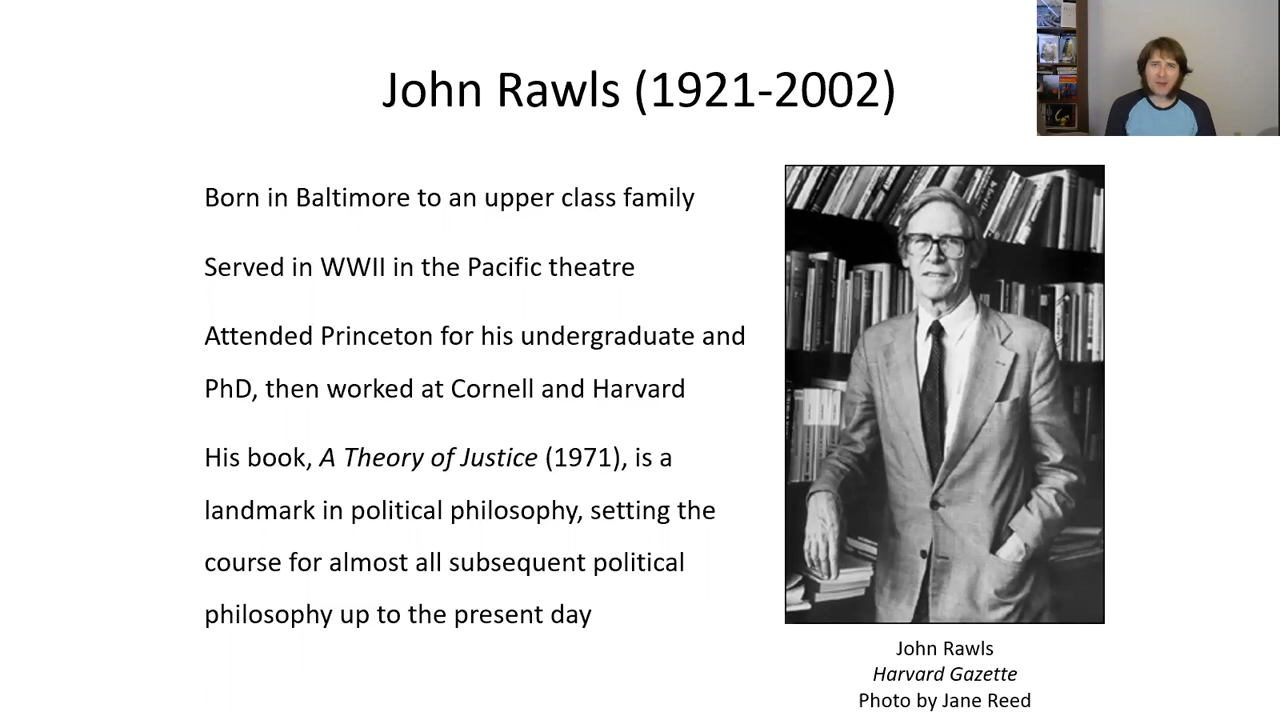 John Rawls (1921-2002)
Born in Baltimore to an upper class family
Served in WWII in the Pacific theatre
Attended Princeton for his undergraduate and
PhD, then worked at Cornell and Harvard
His book, A Theory of Justice (1971), is a
landmark in political philosophy, setting the
course for almost all subsequent political
philosophy up to the present day
John Rawls
Harvard Gazette
Photo by Jane Reed